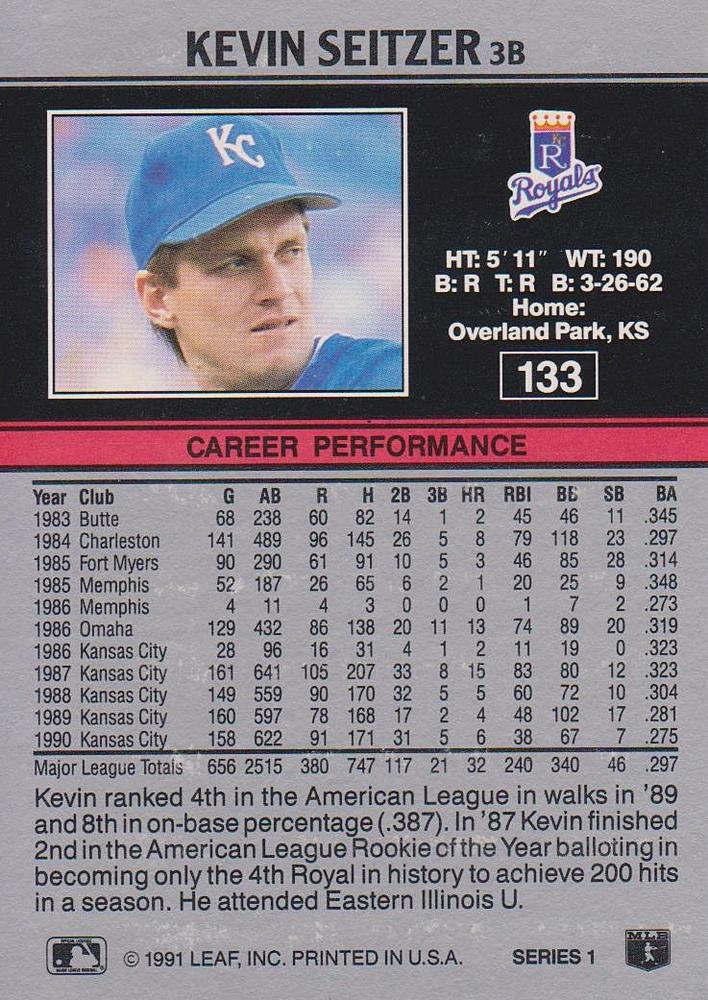 KEVIN SEITZER 3B
KC
R
Royals
HT: 5' 11" WT: 190
B: R T: R B: 3-26-62
Home:
Overland Park, KS
133
CAREER PERFORMANCE
Year Club G AB R H 2B 3B HR RBI BB SB BA
1983 Butte 68 238 60 82 14 1 2 45 46 11 .345
1984 Charleston 141 489 96 145 26 5 8 79 118 23 .297
1985 Fort Myers 90 290 61 91 10 5 3 46 85 28 .314
1985 Memphis 52 187 26 65 6 2 1 20 25 9 .348
1986 Memphis 4 11 4 3 0 0 0 1 7 2 .273
1986 Omaha 129 432 86 138 20 11 13 74 89 20 .319
1986 Kansas City 28 96 16 31 4 1 2 11 19 0 .323
1987 Kansas City 161 641 105 207 33 8 15 83 80 12 .323
1988 Kansas City 149 559 90 170 32 5 5 60 72 10 .304
1989 Kansas City 160 597 78 168 17 2 4 48 102 17 .281
1990 Kansas City 158 622 91 171 31 5 6 38 67 7 .275
Major League Totals 656 2515 380 747 117 21 32 240 340 46 .297
Kevin ranked 4th in the American League in walks in '89
and 8th in on-base percentage (.387). In '87 Kevin finished
2nd in the American League Rookie of the Year balloting in
becoming only the 4th Royal in history to achieve 200 hits
in a season. He attended Eastern Illinois U.
© 1991 LEAF, INC. PRINTED IN U.S.A. SERIES 1
MLB